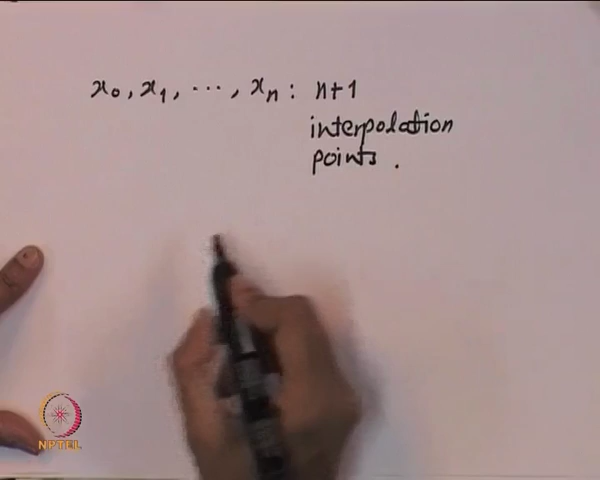 x₀, x₁, ⋯, xₙ : n+1
interpolation
points.
NPTEL